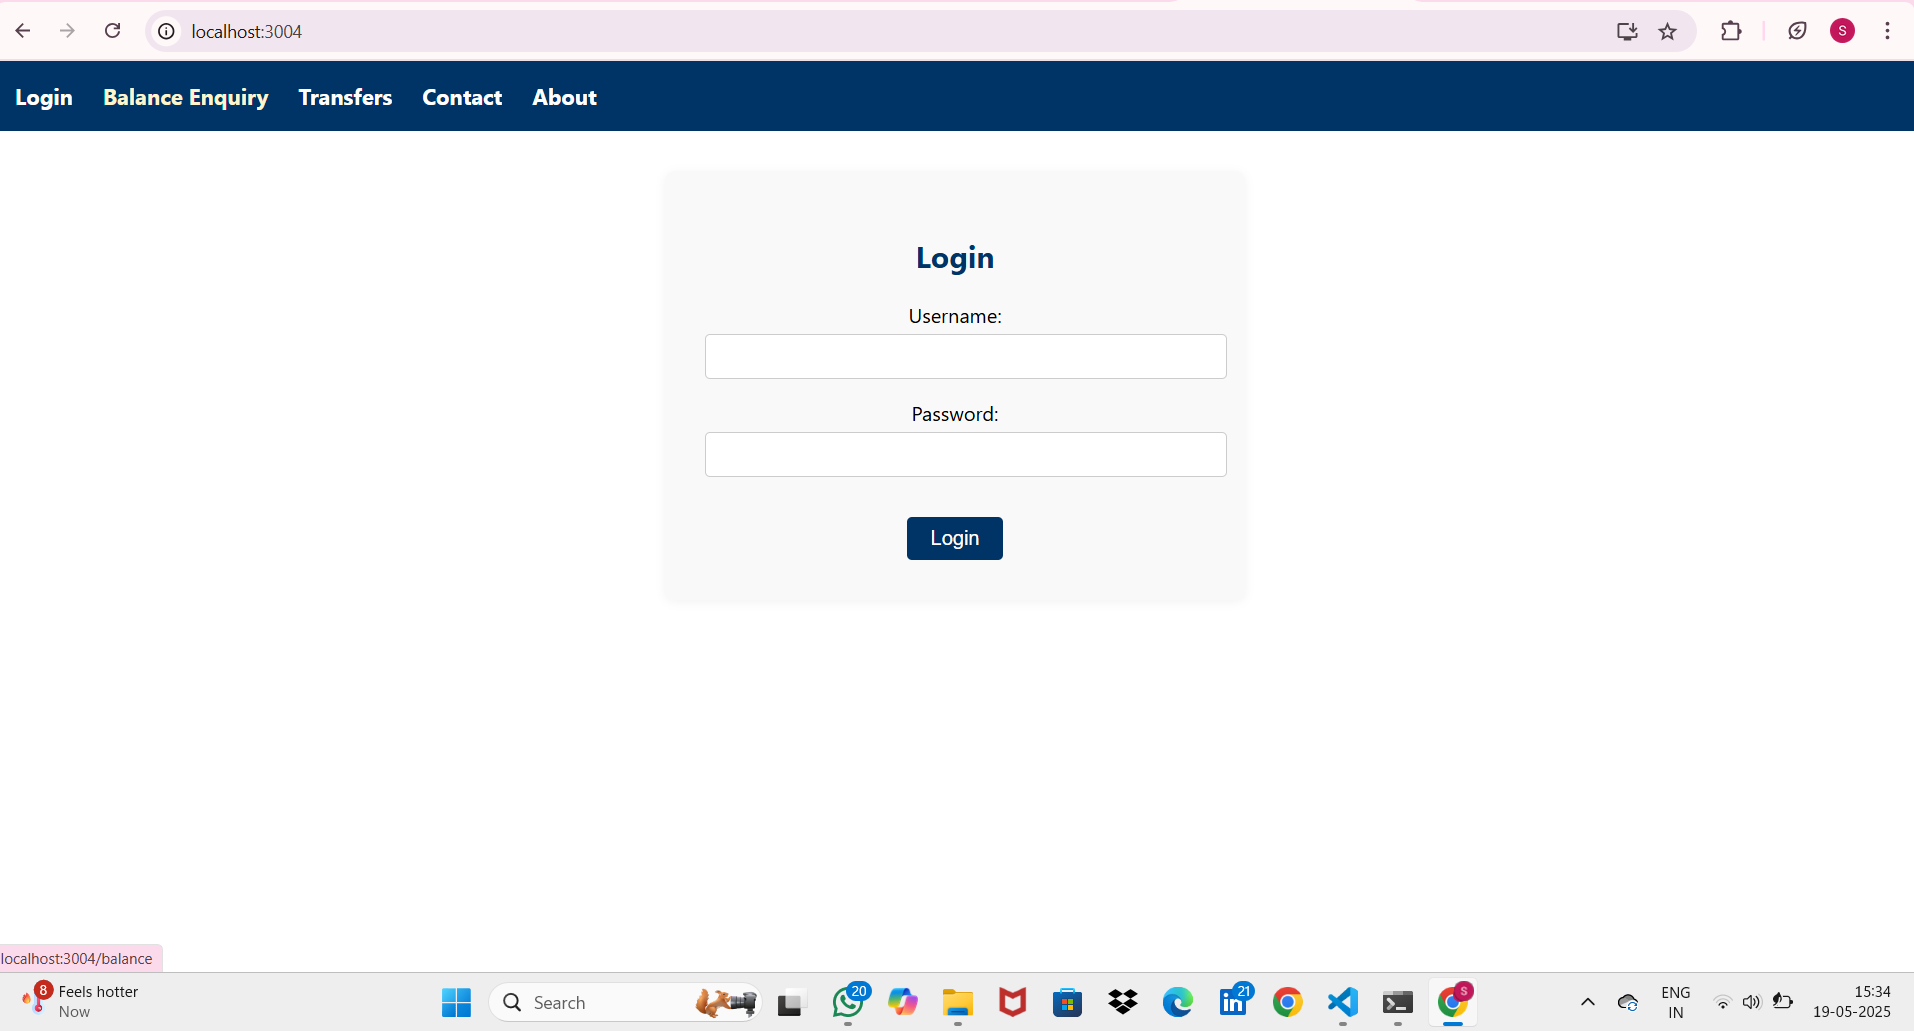 localhost:3004
S
Login Balance Enquiry Transfers Contact About
Login
Username:
Password:
Login
localhost:3004/balance
8
Feels hotter
Now
Search
20
21
S
ENG
IN
15:34
19-05-2025